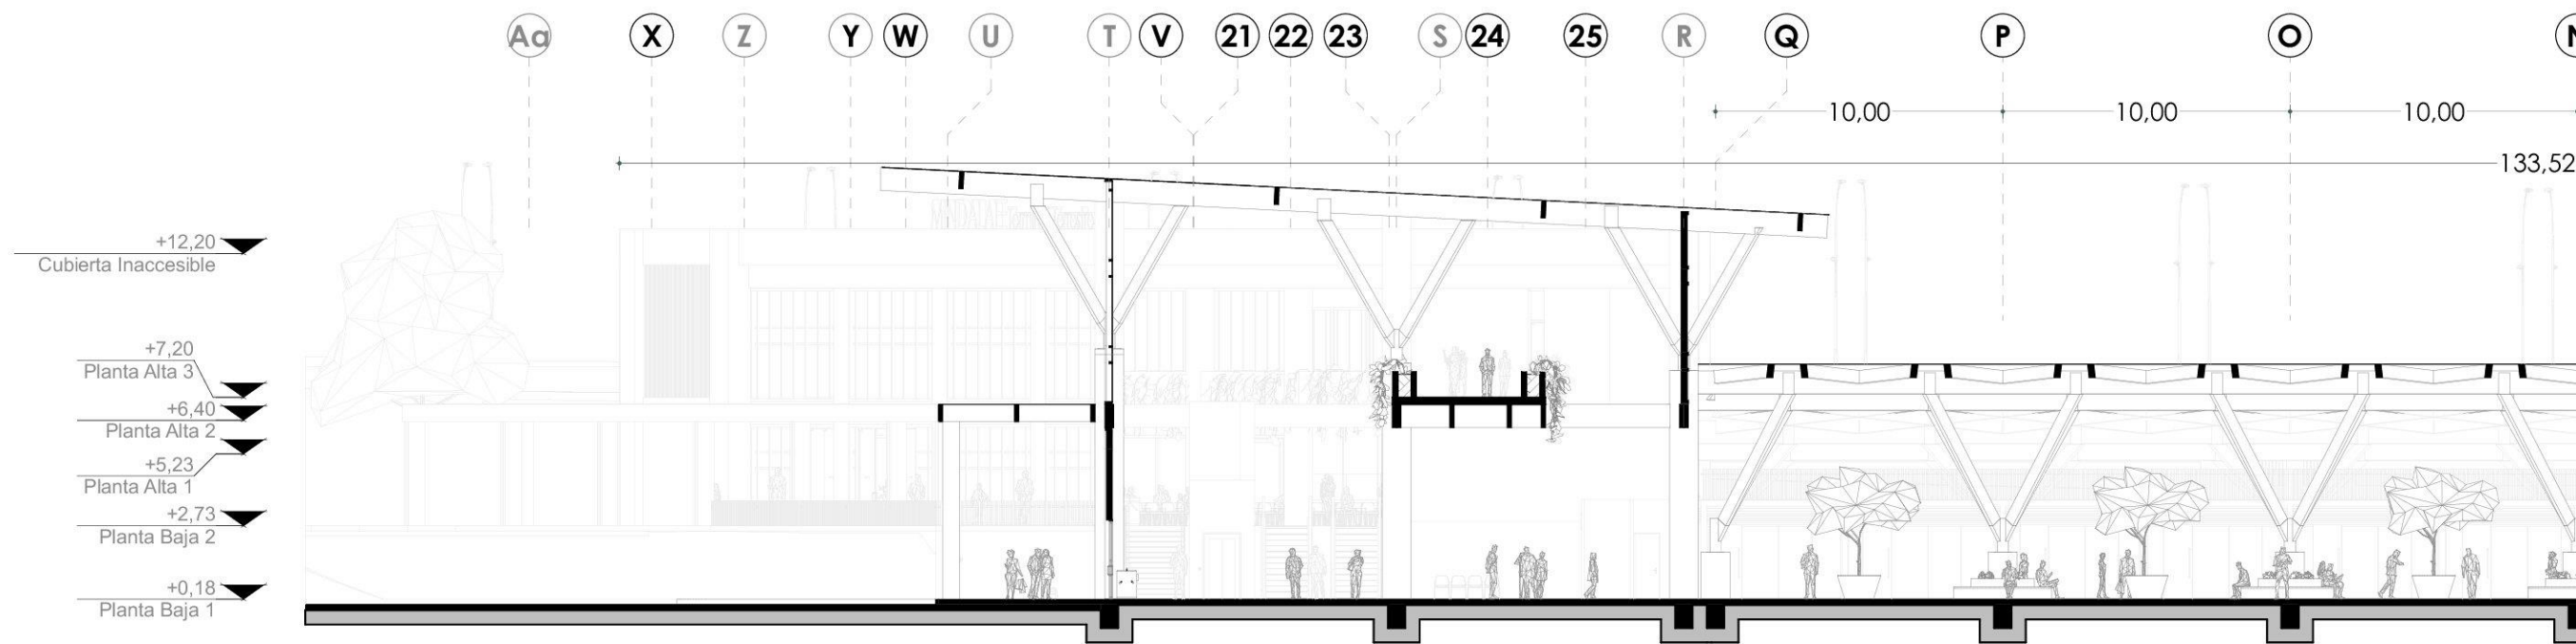 Aa X Z Y W U T V 21 22 23 S 24 25 R Q P O
10,00 10,00 10,00
133,52
+12,20
Cubierta Inaccesible
+7,20
Planta Alta 3
+6,40
Planta Alta 2
+5,23
Planta Alta 1
+2,73
Planta Baja 2
+0,18
Planta Baja 1